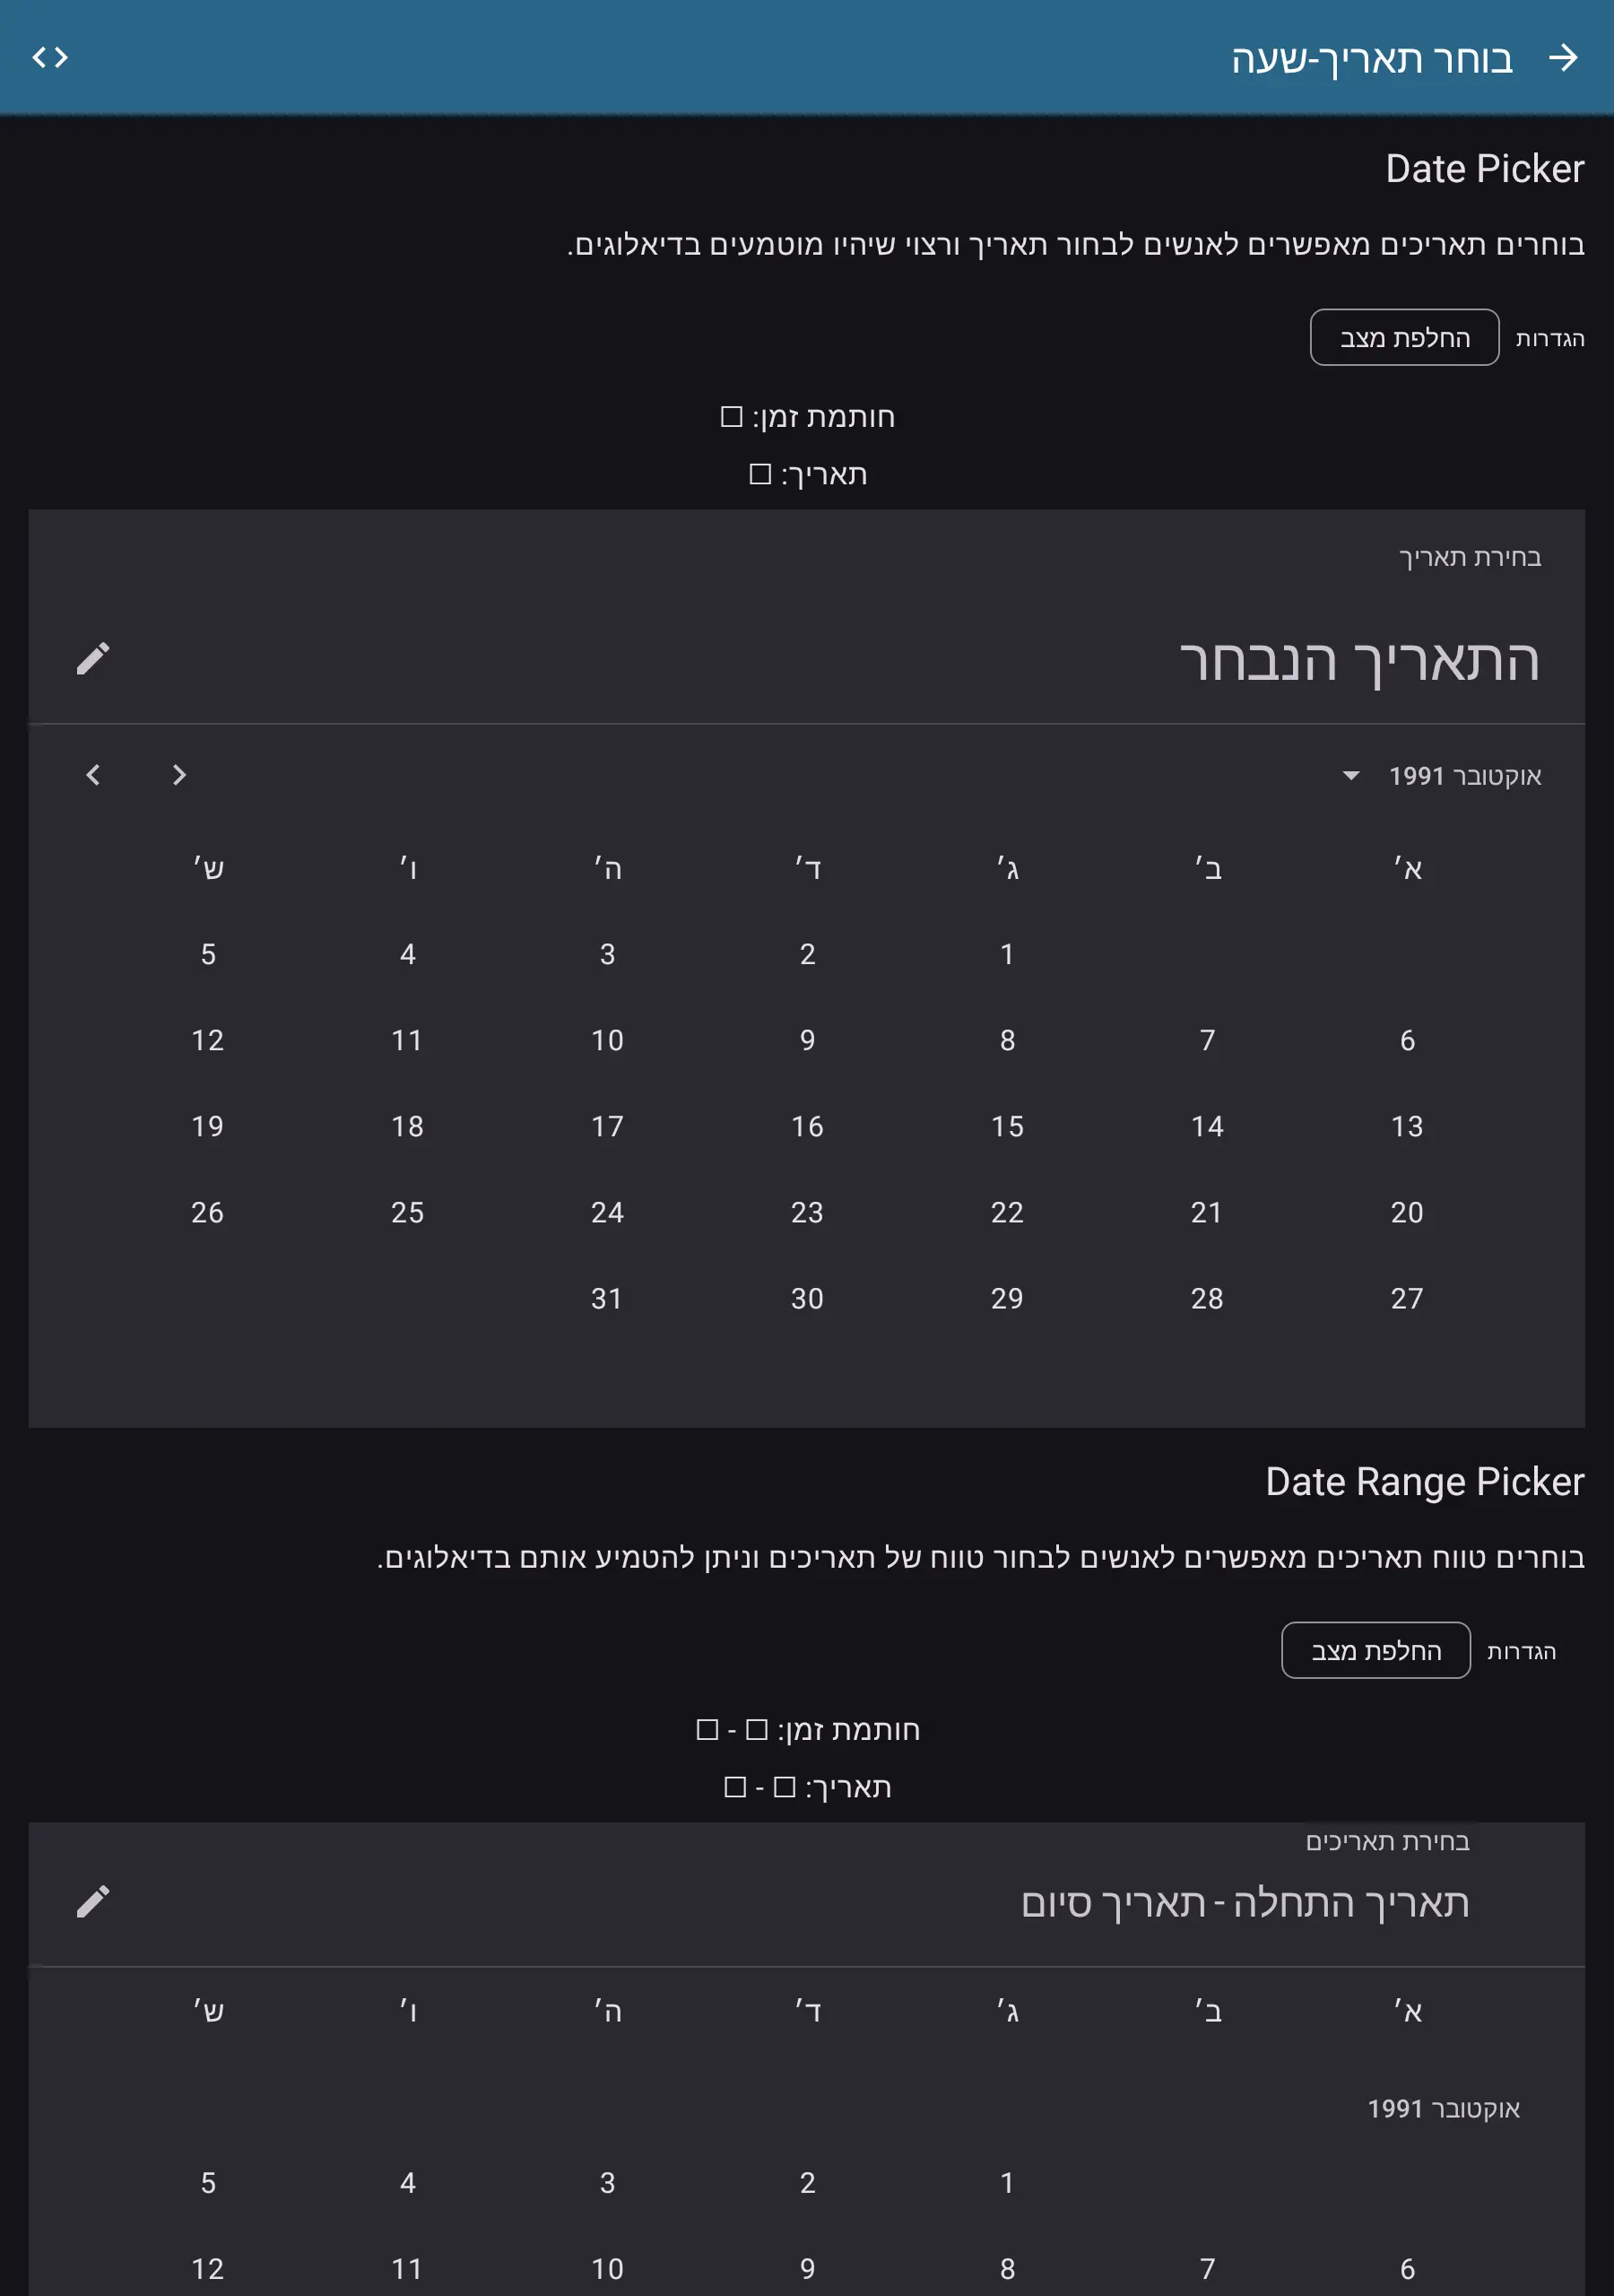 בוחר תאריך-שעה
Date Picker
בוחרים תאריכים מאפשרים לאנשים לבחור תאריך ורצוי שיהיו מוטמעים בדיאלוגים.
הגדרות החלפת מצב
חותמת זמן: □
תאריך: □
בחירת תאריך
התאריך הנבחר
אוקטובר 1991
א׳ ב׳ ג׳ ד׳ ה׳ ו׳ ש׳
1 2 3 4 5
6 7 8 9 10 11 12
13 14 15 16 17 18 19
20 21 22 23 24 25 26
27 28 29 30 31
Date Range Picker
בוחרים טווח תאריכים מאפשרים לאנשים לבחור טווח של תאריכים וניתן להטמיע אותם בדיאלוגים.
הגדרות החלפת מצב
חותמת זמן: □ - □
תאריך: □ - □
בחירת תאריכים
תאריך התחלה - תאריך סיום
א׳ ב׳ ג׳ ד׳ ה׳ ו׳ ש׳
אוקטובר 1991
1 2 3 4 5
6 7 8 9 10 11 12